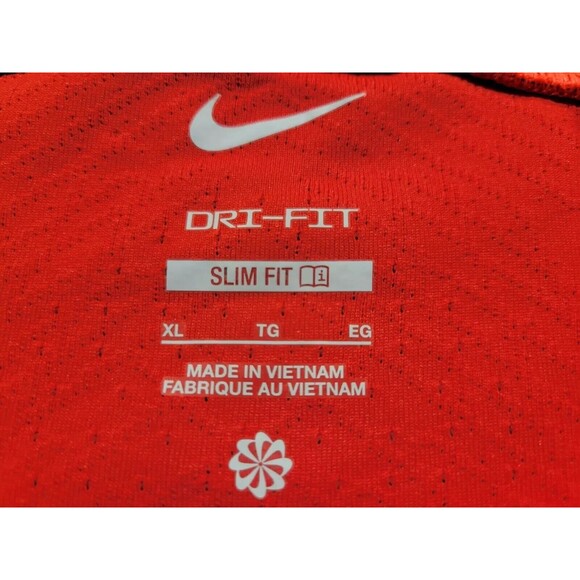 DRI-FIT
SLIM FIT
XL TG EG
MADE IN VIETNAM
FABRIQUE AU VIETNAM